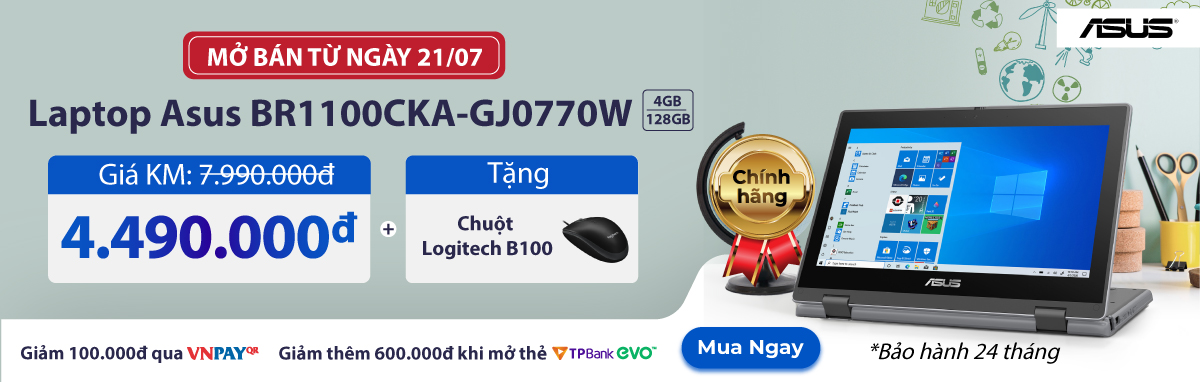 MỞ BÁN TỪ NGÀY 21/07
ASUS
Laptop Asus BR1100CKA-GJ0770W 4GB
128GB
Giá KM: 7.990.000đ
4.490.000đ
+
Tặng
Chuột
Logitech B100
Chính
hãng
ASUS
Giảm 100.000đ qua VNPAYQR
Giảm thêm 600.000đ khi mở thẻ TPBank EVO™
Mua Ngay
*Bảo hành 24 tháng